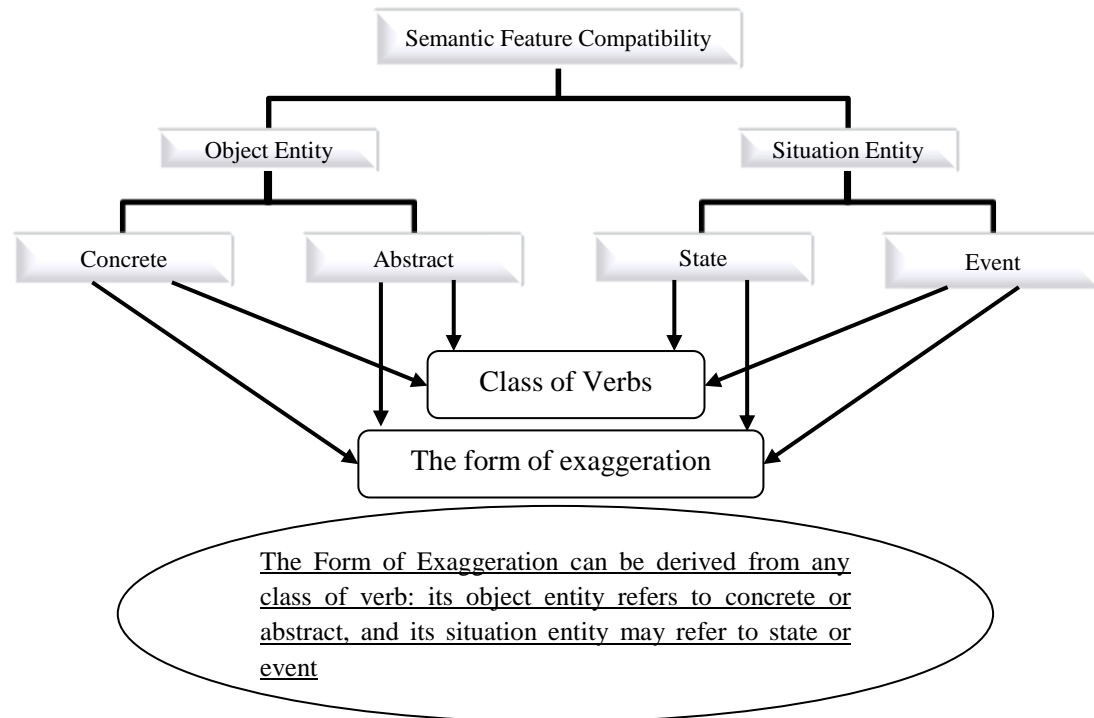 Semantic Feature Compatibility
Object Entity
Situation Entity
Concrete
Abstract
State
Event
Class of Verbs
The form of exaggeration
The Form of Exaggeration can be derived from any
class of verb: its object entity refers to concrete or
abstract, and its situation entity may refer to state or
event